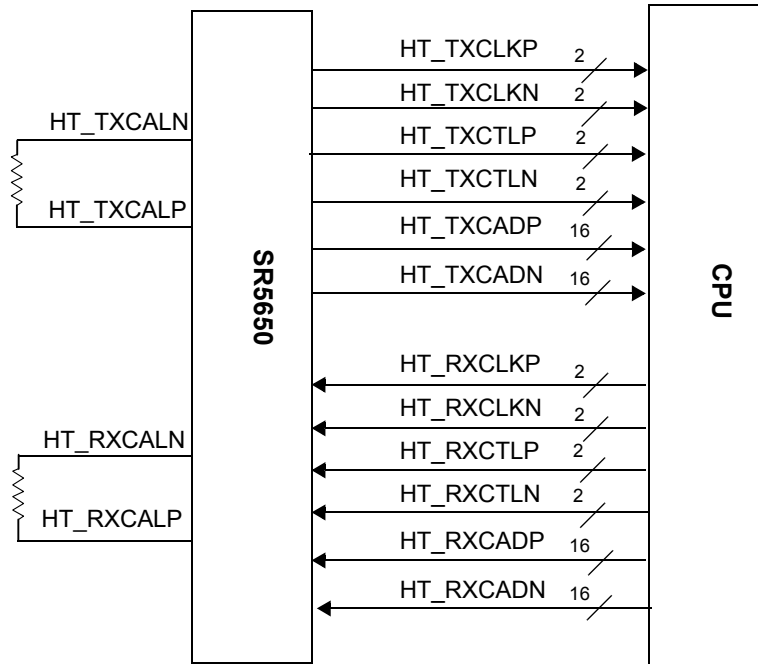 HT_TXCLKP 2
HT_TXCLKN 2
HT_TXCALN
HT_TXCTLP 2
HT_TXCTLN 2
HT_TXCALP
HT_TXCADP 16
HT_TXCADN 16
SR5650
CPU
HT_RXCLKP 2
HT_RXCLKN 2
HT_RXCALN
HT_RXCTLP 2
HT_RXCTLN 2
HT_RXCALP
HT_RXCADP 16
HT_RXCADN 16